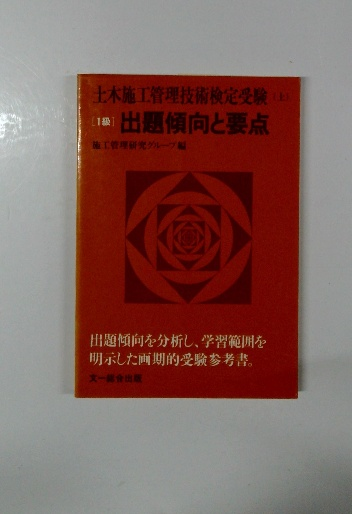 土木施工管理技術検定受験(上)
[1級] 出題傾向と要点
施工管理研究グループ編
出題傾向を分析し、学習範囲を
明示した画期的受験参考書。
文一総合出版